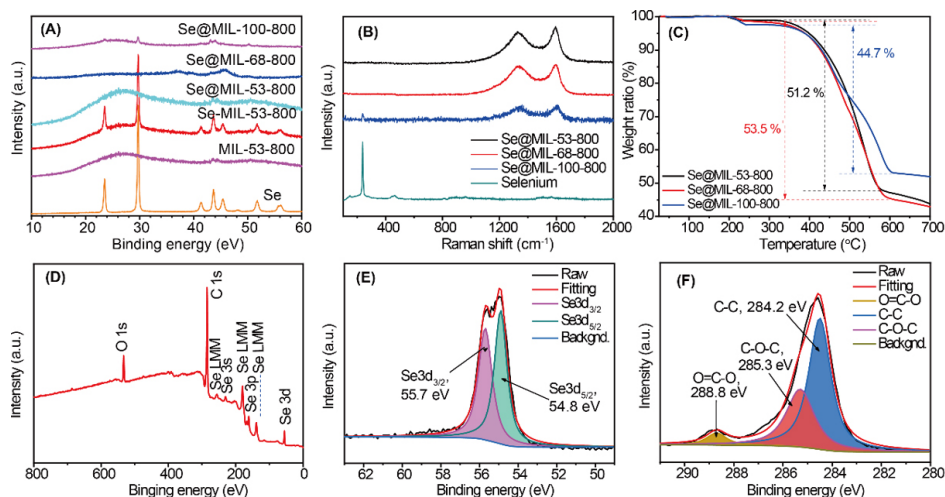 (A)
Se@MIL-100-800
Se@MIL-68-800
Se@MIL-53-800
Se-MIL-53-800
MIL-53-800
Se
Intensity (a.u.)
10 20 30 40 50 60
Binding energy (eV)
(B)
Se@MIL-53-800
Se@MIL-68-800
Se@MIL-100-800
Selenium
Intensity (a.u.)
0 400 800 1200 1600 2000
Raman shift (cm-1)
(C)
100
90
80
70
60
50
40
Weight ratio (%)
44.7 %
51.2 %
53.5 %
Se@MIL-53-800
Se@MIL-68-800
Se@MIL-100-800
0 100 200 300 400 500 600 700
Temperature (°C)
(D)
O 1s
C 1s
Se LMM
Se 3s
Se LMM
Se 3p
Se LMM
Se 3d
Intensity (a.u.)
800 600 400 200 0
Binging energy (eV)
(E)
Raw
Fitting
Se3d3/2
Se3d5/2
Backgnd.
Se3d3/2,
55.7 eV
Se3d5/2,
54.8 eV
Intensity (a.u.)
62 60 55 50
Binding energy (eV)
(F)
Raw
Fitting
O=C-O
C-C
C-O-C
Backgnd.
C-C, 284.2 eV
C-O-C,
285.3 eV
O=C-O,
288.8 eV
Intensity (a.u.)
290 288 286 284 282 280
Binding energy (eV)